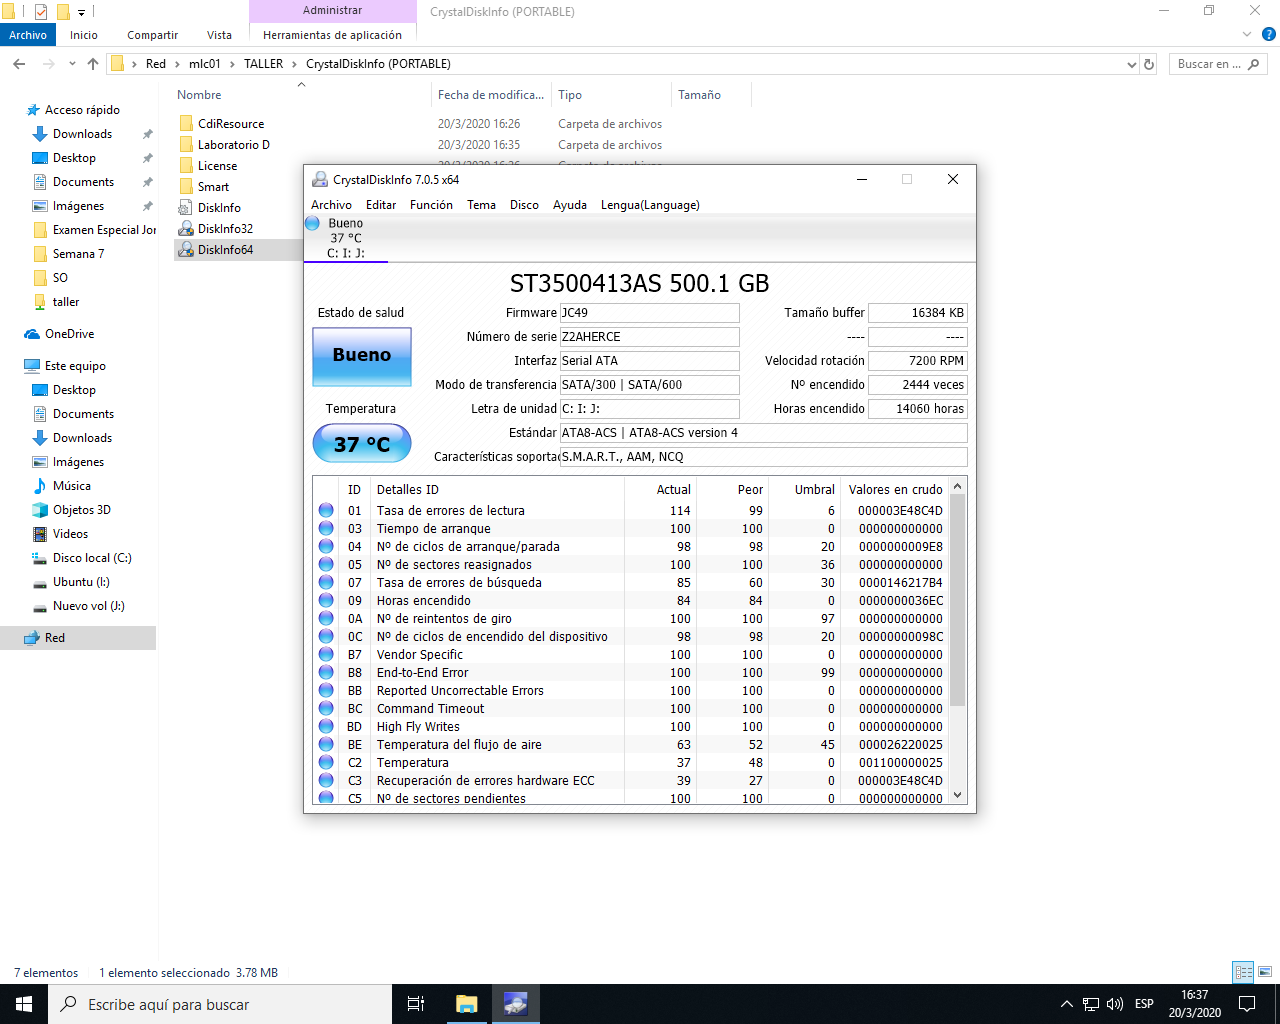 Administrar
CrystalDiskInfo (PORTABLE)
Archivo
Inicio
Compartir
Vista
Herramientas de aplicación
Red
mlc01
TALLER
CrystalDiskInfo (PORTABLE)
Buscar en ...
Nombre
Fecha de modifica...
Tipo
Tamaño
CdiResource 20/3/2020 16:26 Carpeta de archivos
Laboratorio D 20/3/2020 16:35 Carpeta de archivos
License 20/3/2020 16:26 Carpeta de archivos
Smart
DiskInfo
DiskInfo32
DiskInfo64
Acceso rápido
Downloads
Desktop
Documents
Imágenes
Examen Especial Jor
Semana 7
SO
taller
OneDrive
Este equipo
Desktop
Documents
Downloads
Imágenes
Música
Objetos 3D
Videos
Disco local (C:)
Ubuntu (I:)
Nuevo vol (J:)
Red
CrystalDiskInfo 7.0.5 x64
Archivo Editar Función Tema Disco Ayuda Lengua(Language)
Bueno
37 °C
C: I: J:
ST3500413AS 500.1 GB
Estado de salud
Bueno
Temperatura
37 °C
Firmware JC49
Número de serie Z2AHERCE
Interfaz Serial ATA
Modo de transferencia SATA/300 | SATA/600
Letra de unidad C: I: J:
Estándar ATA8-ACS | ATA8-ACS version 4
Características soporta S.M.A.R.T., AAM, NCQ
Tamaño buffer 16384 KB
---- ----
Velocidad rotación 7200 RPM
Nº encendido 2444 veces
Horas encendido 14060 horas
ID Detalles ID Actual Peor Umbral Valores en crudo
01 Tasa de errores de lectura 114 99 6 000003E48C4D
03 Tiempo de arranque 100 100 0 000000000000
04 Nº de ciclos de arranque/parada 98 98 20 0000000009E8
05 Nº de sectores reasignados 100 100 36 000000000000
07 Tasa de errores de búsqueda 85 60 30 0000146217B4
09 Horas encendido 84 84 0 0000000036EC
0A Nº de reintentos de giro 100 100 97 000000000000
0C Nº de ciclos de encendido del dispositivo 98 98 20 00000000098C
B7 Vendor Specific 100 100 0 000000000000
B8 End-to-End Error 100 100 99 000000000000
BB Reported Uncorrectable Errors 100 100 0 000000000000
BC Command Timeout 100 100 0 000000000000
BD High Fly Writes 100 100 0 000000000000
BE Temperatura del flujo de aire 63 52 45 000026220025
C2 Temperatura 37 48 0 001100000025
C3 Recuperación de errores hardware ECC 39 27 0 000003E48C4D
C5 Nº de sectores pendientes 100 100 0 000000000000
7 elementos
1 elemento seleccionado 3.78 MB
Escribe aquí para buscar
ESP
16:37
20/3/2020